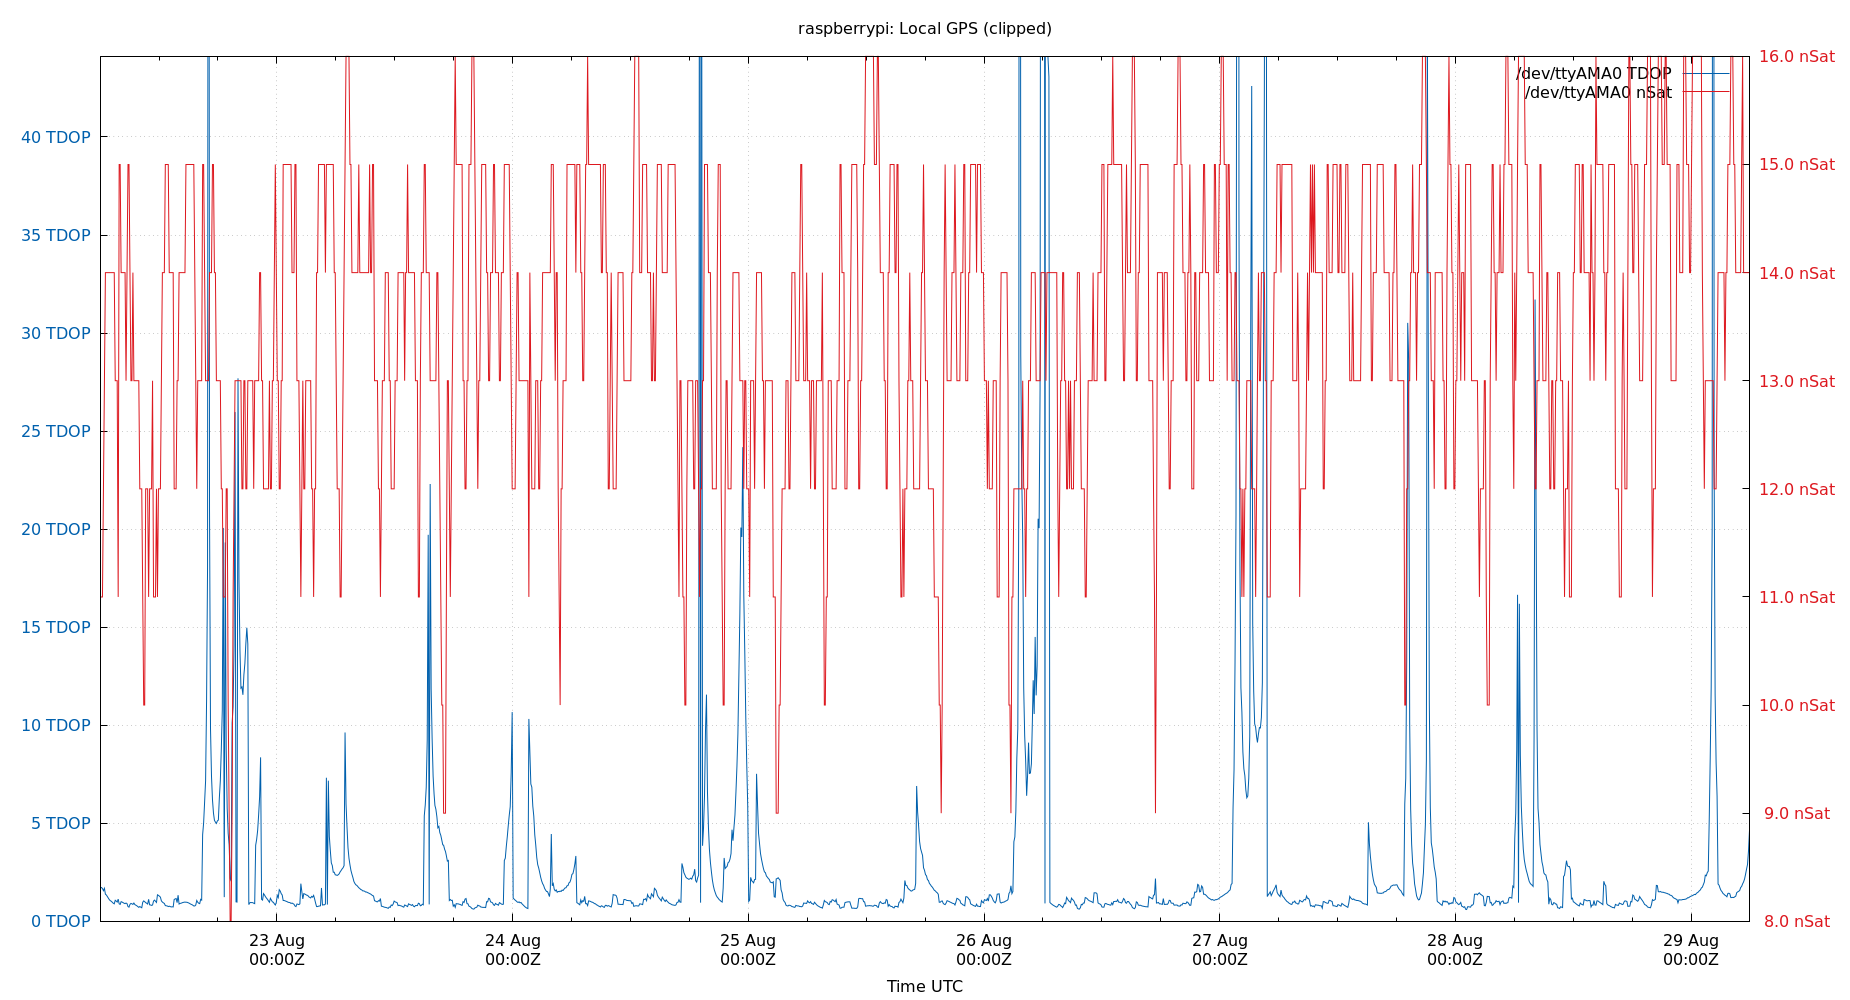 raspberrypi: Local GPS (clipped)
/dev/ttyAMA0 TDOP
/dev/ttyAMA0 nSat
40 TDOP
35 TDOP
30 TDOP
25 TDOP
20 TDOP
15 TDOP
10 TDOP
5 TDOP
0 TDOP
16.0 nSat
15.0 nSat
14.0 nSat
13.0 nSat
12.0 nSat
11.0 nSat
10.0 nSat
9.0 nSat
8.0 nSat
23 Aug
00:00Z
24 Aug
00:00Z
25 Aug
00:00Z
26 Aug
00:00Z
27 Aug
00:00Z
28 Aug
00:00Z
29 Aug
00:00Z
Time UTC